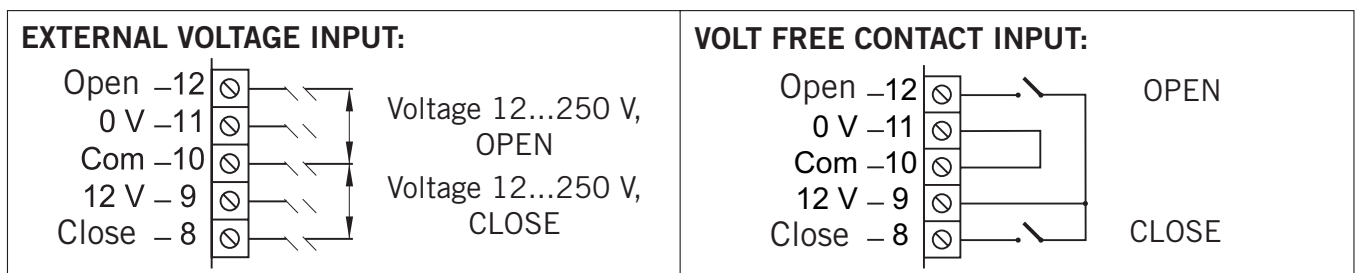 EXTERNAL VOLTAGE INPUT:
Open –12
0 V –11
Com –10
12 V – 9
Close – 8
Voltage 12...250 V,
OPEN
Voltage 12...250 V,
CLOSE
VOLT FREE CONTACT INPUT:
Open –12
0 V –11
Com –10
12 V – 9
Close – 8
OPEN
CLOSE